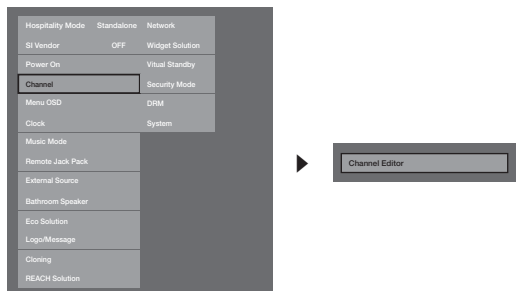 Hospitality Mode Standalone Network
SI Vendor OFF Widget Solution
Power On Vitual Standby
Channel Security Mode
Menu OSD DRM
Clock System
Music Mode
Remote Jack Pack
External Source
Bathroom Speaker
Eco Solution
Logo/Message
Cloning
REACH Solution
Channel Editor